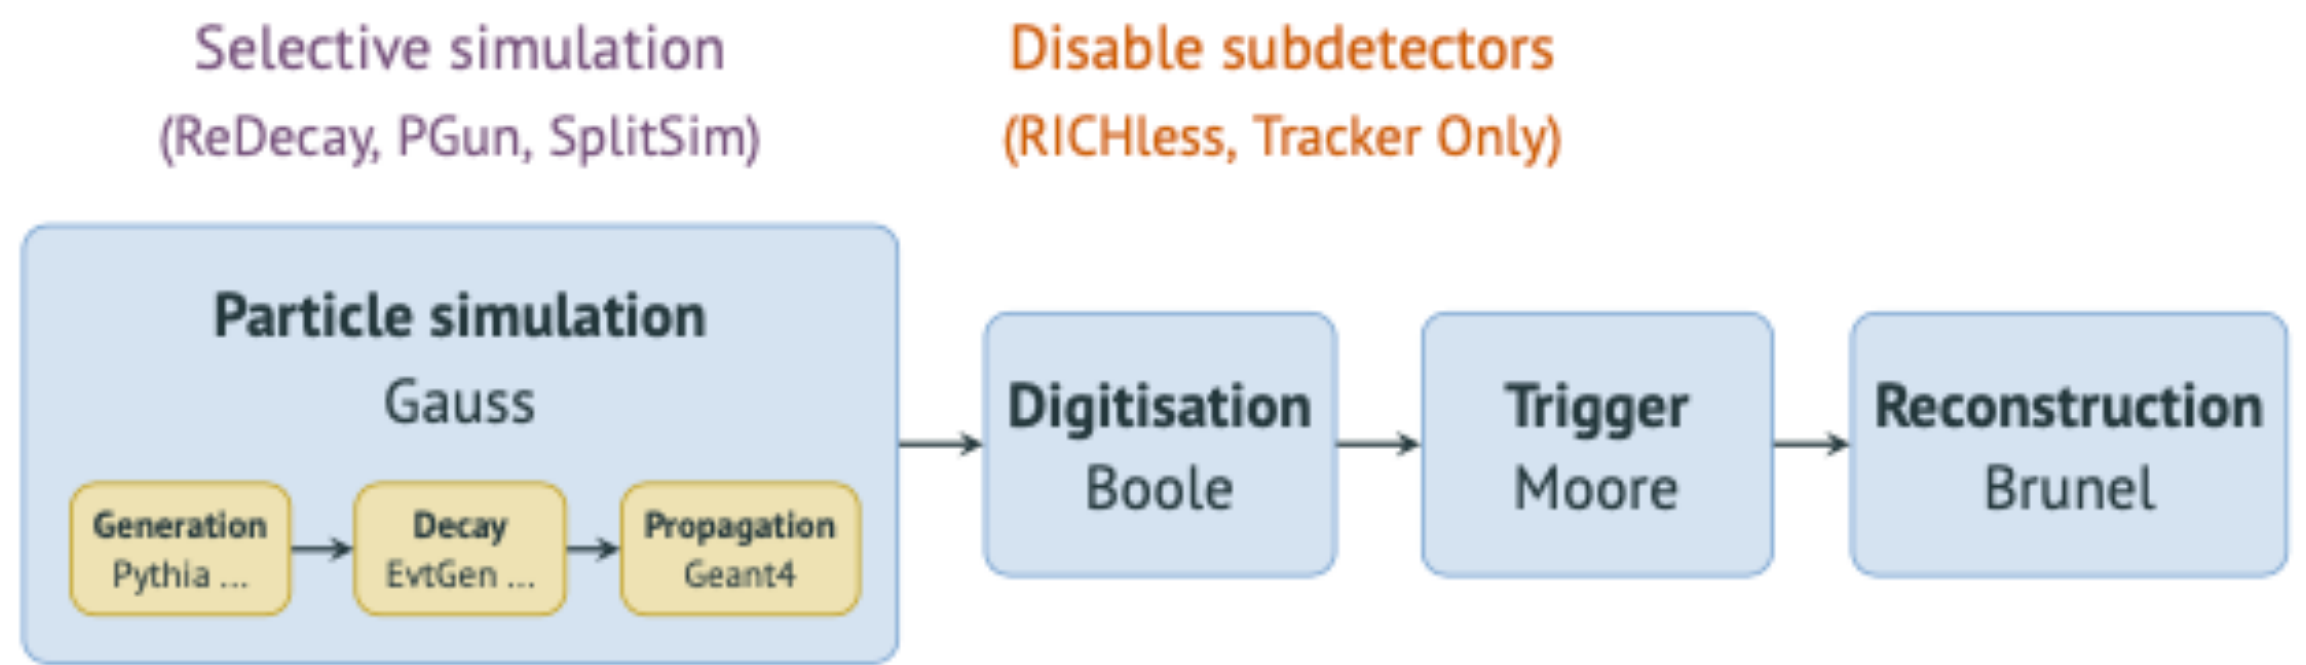 Selective simulation
(ReDecay, PGun, SplitSim)
Disable subdetectors
(RICHless, Tracker Only)
Particle simulation
Gauss
Generation
Pythia ...
Decay
EvtGen ...
Propagation
Geant4
Digitisation
Boole
Trigger
Moore
Reconstruction
Brunel